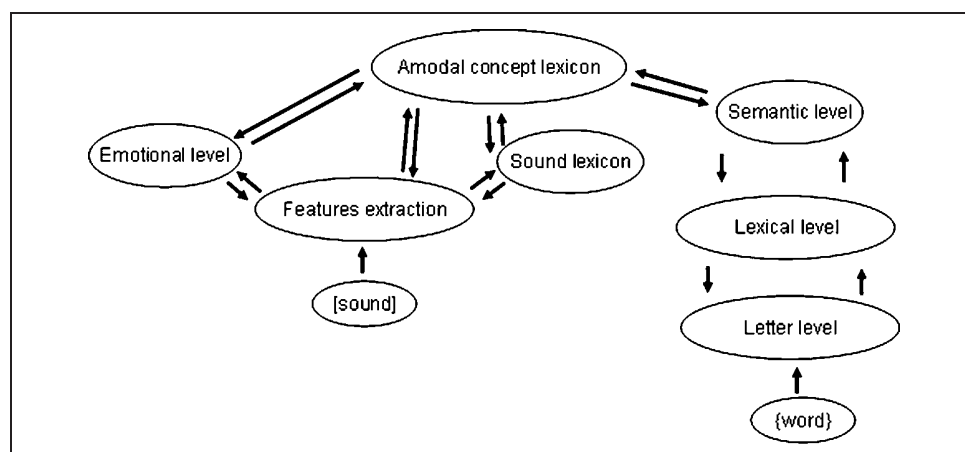 Amodal concept lexicon
Semantic level
Emotional level
Sound lexicon
Features extraction
Lexical level
[sound]
Letter level
{word}